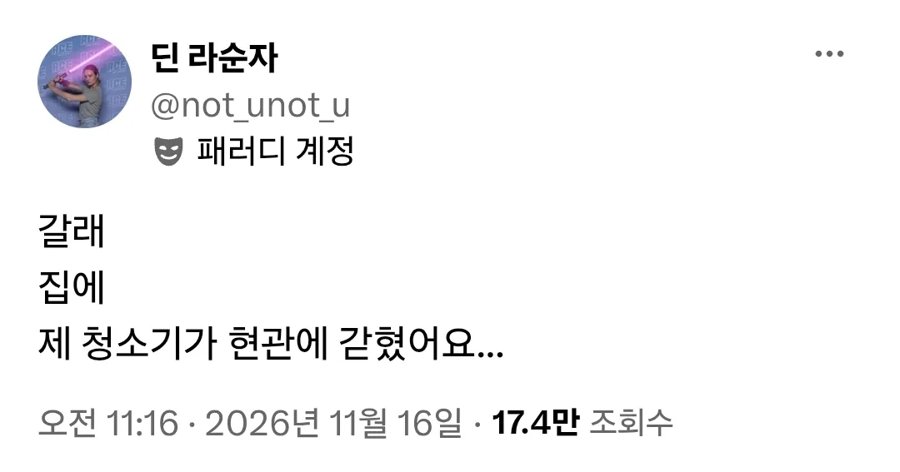 딘 라순자
@not_unot_u
패러디 계정
갈래
집에
제 청소기가 현관에 갇혔어요...
오전 11:16 · 2026년 11월 16일 · 17.4만 조회수